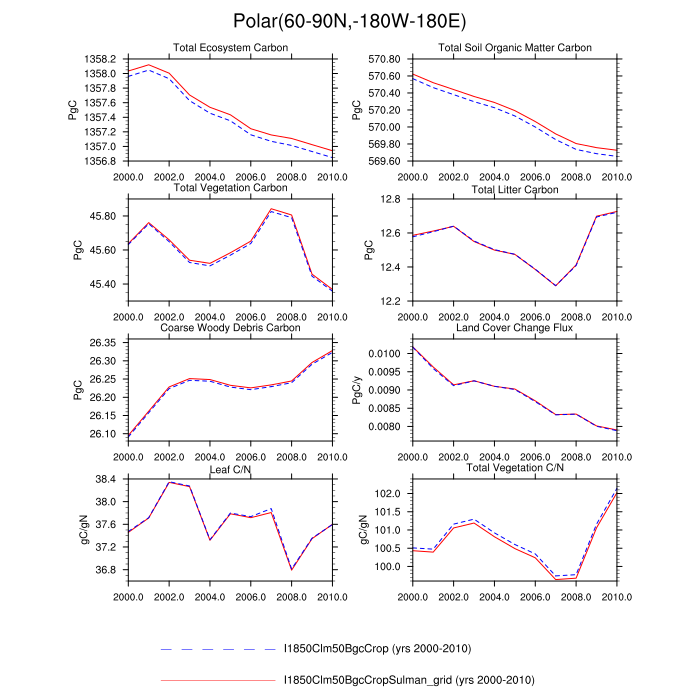 Polar(60-90N,-180W-180E)
Total Ecosystem Carbon
Total Soil Organic Matter Carbon
1358.2
1358.0
1357.8
1357.6
1357.4
1357.2
1357.0
1356.8
PgC
2000.0 2002.0 2004.0 2006.0 2008.0 2010.0
570.80
570.60
570.40
570.20
570.00
569.80
569.60
PgC
2000.0 2002.0 2004.0 2006.0 2008.0 2010.0
Total Vegetation Carbon
Total Litter Carbon
45.80
45.60
45.40
PgC
2000.0 2002.0 2004.0 2006.0 2008.0 2010.0
12.8
12.6
12.4
12.2
PgC
2000.0 2002.0 2004.0 2006.0 2008.0 2010.0
Coarse Woody Debris Carbon
Land Cover Change Flux
26.35
26.30
26.25
26.20
26.15
26.10
PgC
2000.0 2002.0 2004.0 2006.0 2008.0 2010.0
0.0100
0.0095
0.0090
0.0085
0.0080
PgC/y
2000.0 2002.0 2004.0 2006.0 2008.0 2010.0
Leaf C/N
Total Vegetation C/N
38.4
38.0
37.6
37.2
36.8
gC/gN
2000.0 2002.0 2004.0 2006.0 2008.0 2010.0
102.0
101.5
101.0
100.5
100.0
gC/gN
2000.0 2002.0 2004.0 2006.0 2008.0 2010.0
I1850Clm50BgcCrop (yrs 2000-2010)
I1850Clm50BgcCropSulman_grid (yrs 2000-2010)